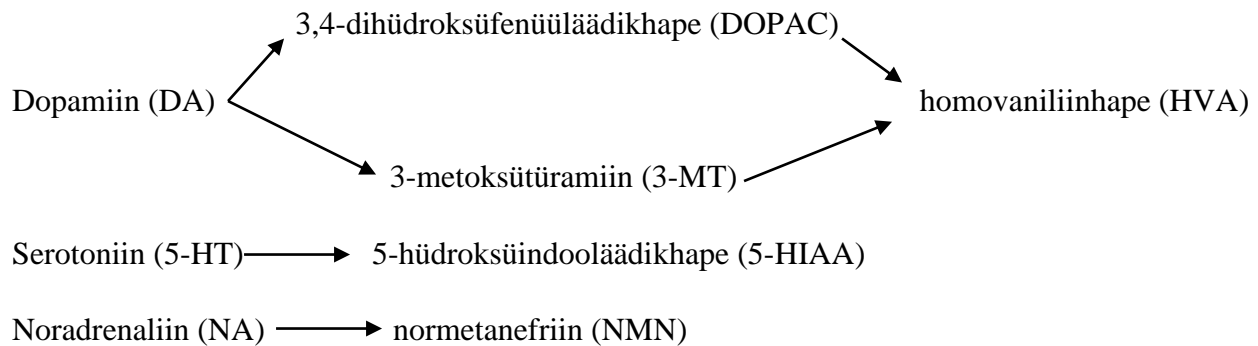 3,4-dihüdroksüfenüüläädikhape (DOPAC)
Dopamiin (DA)
homovaniliinhape (HVA)
3-metoksütüramiin (3-MT)
Serotoniin (5-HT)
5-hüdroksüindooläädikhape (5-HIAA)
Noradrenaliin (NA)
normetanefriin (NMN)